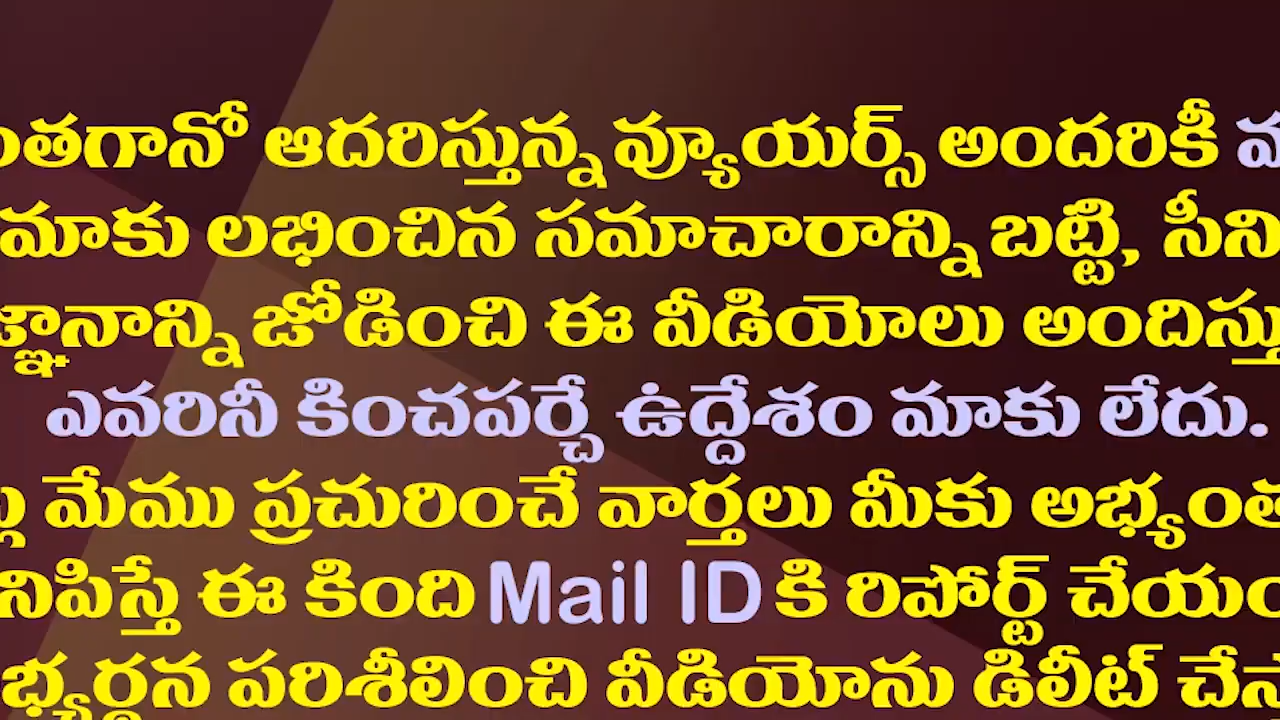 ంతగానో ఆదరిస్తున్న వ్యూయర్స్ అందరికీ
మాకు లభించిన సమాచారాన్ని బట్టి, సీని
జ్ఞానాన్ని జోడించి ఈ వీడియోలు అందిస్తు
ఎవరినీ కించపర్చే ఉద్దేశం మాకు లేదు.
మేము ప్రచురించే వార్తలు మీకు అభ్యంత
నిపిస్తే ఈ కింది Mail ID కి రిపోర్ట్ చేయం
భ్యర్థన పరిశీలించి వీడియోను డిలీట్ చేస